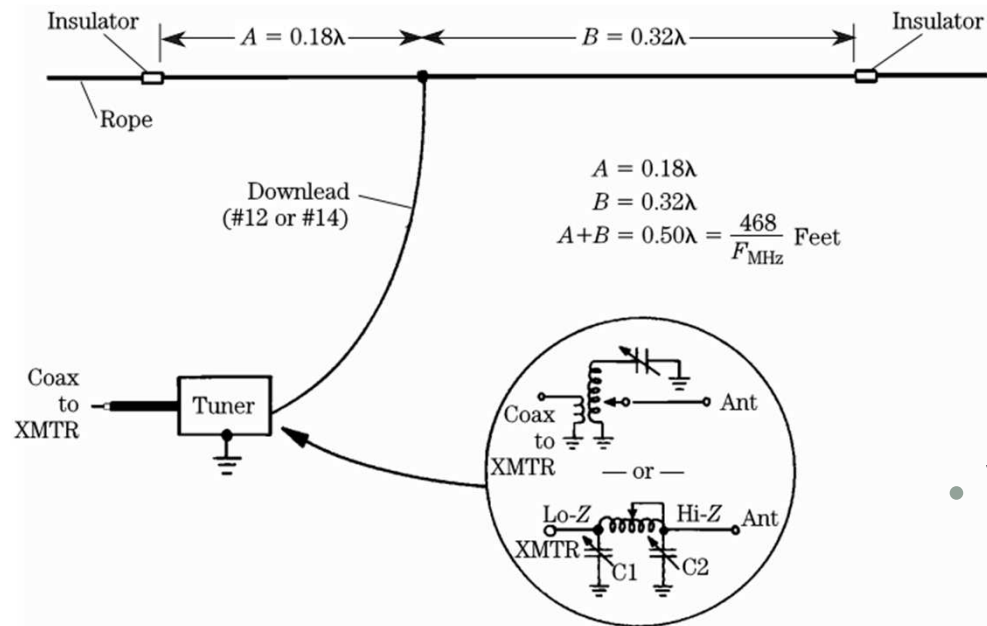 Insulator
A = 0.18λ
B = 0.32λ
Insulator
Rope
Downlead
(#12 or #14)
A = 0.18λ
B = 0.32λ
A+B = 0.50λ = 468/F_MHz Feet
Coax
to
XMTR
Tuner
Coax
to
XMTR
Ant
— or —
Lo-Z
Hi-Z
Ant
XMTR
C1
C2